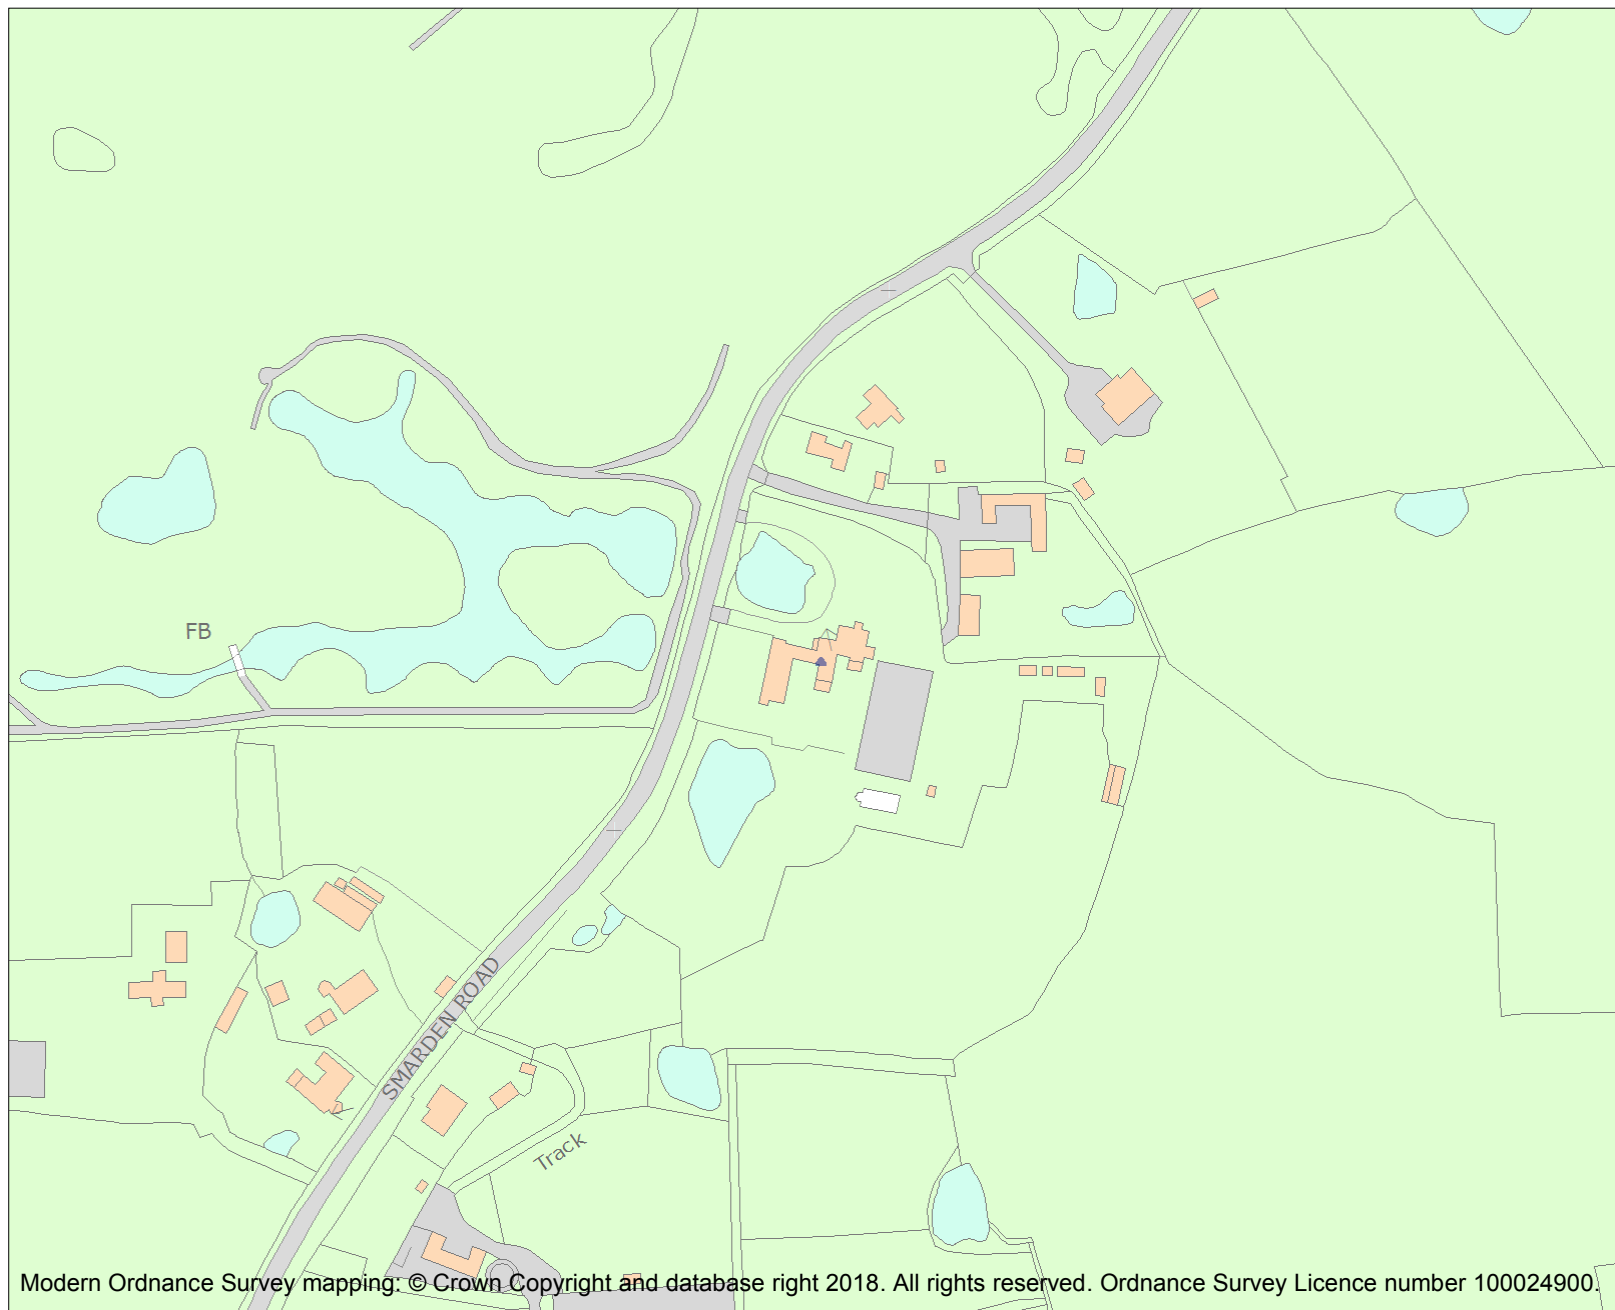 FB
SMARDEN ROAD
Track
Modern Ordnance Survey mapping: © Crown Copyright and database right 2018. All rights reserved. Ordnance Survey Licence number 100024900.